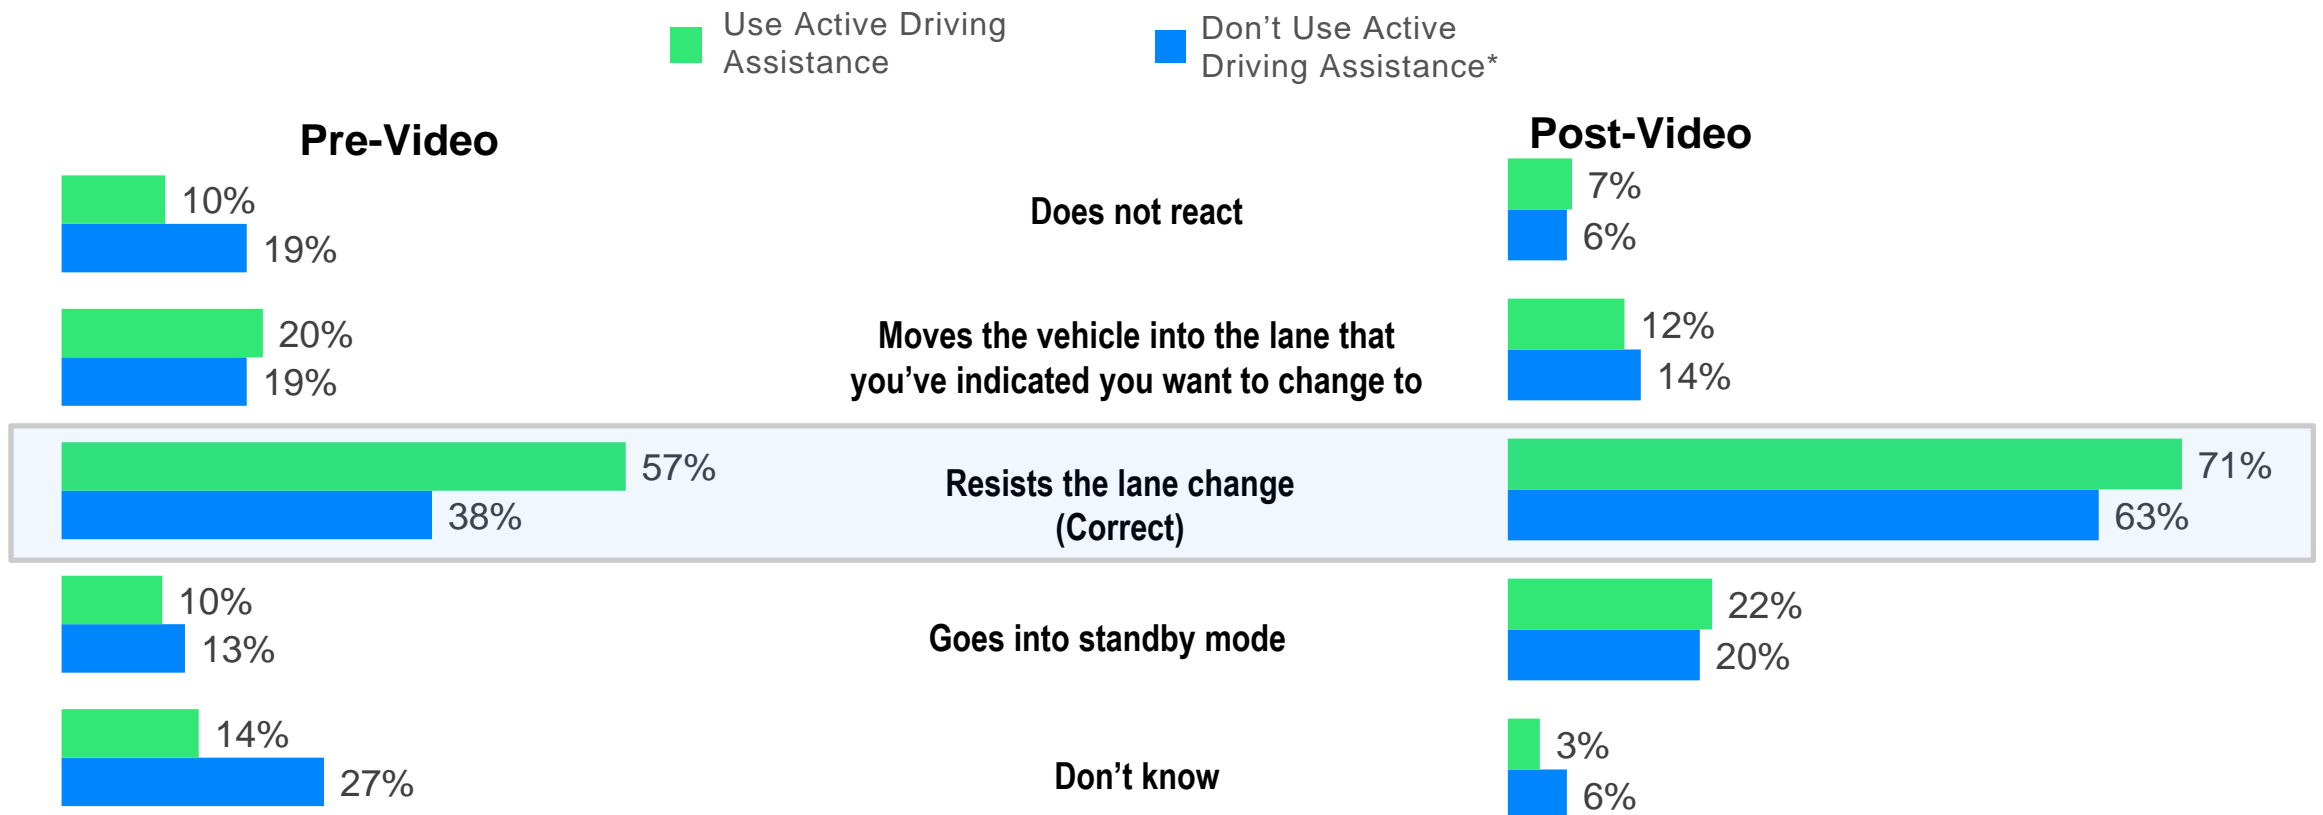 Use Active Driving
Assistance
Don’t Use Active
Driving Assistance*
Pre-Video
Post-Video
10%
19%
Does not react
7%
6%
20%
19%
Moves the vehicle into the lane that
you’ve indicated you want to change to
12%
14%
57%
38%
Resists the lane change
(Correct)
71%
63%
10%
13%
Goes into standby mode
22%
20%
14%
27%
Don’t know
3%
6%